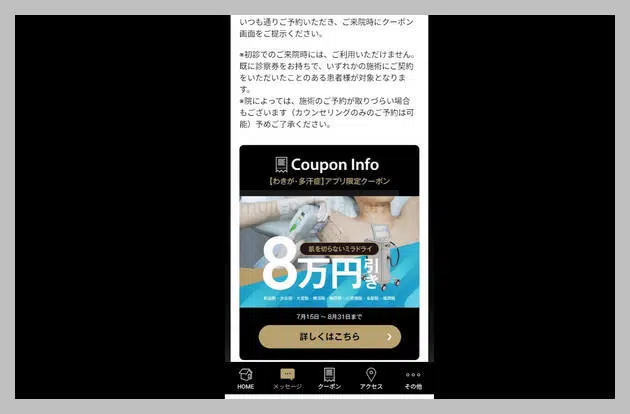 いつも通りご予約いただき、ご来院時にクーポン
画面をご提示ください。
※初診でのご来院時には、ご利用いただけません。
既に診察券をお持ちで、いずれかの施術にご契約
をいただいたことのある患者様が対象となりま
す。
※院によっては、施術のご予約が取りづらい場合
もございます（カウンセリングのみのご予約は可
能）予めご了承ください。
Coupon Info
【わきが・多汗症】アプリ限定クーポン
肌を切らないミラドライ
8万円引き
7月15日 〜 8月31日まで
詳しくはこちら
HOME
メッセージ
クーポン
アクセス
その他